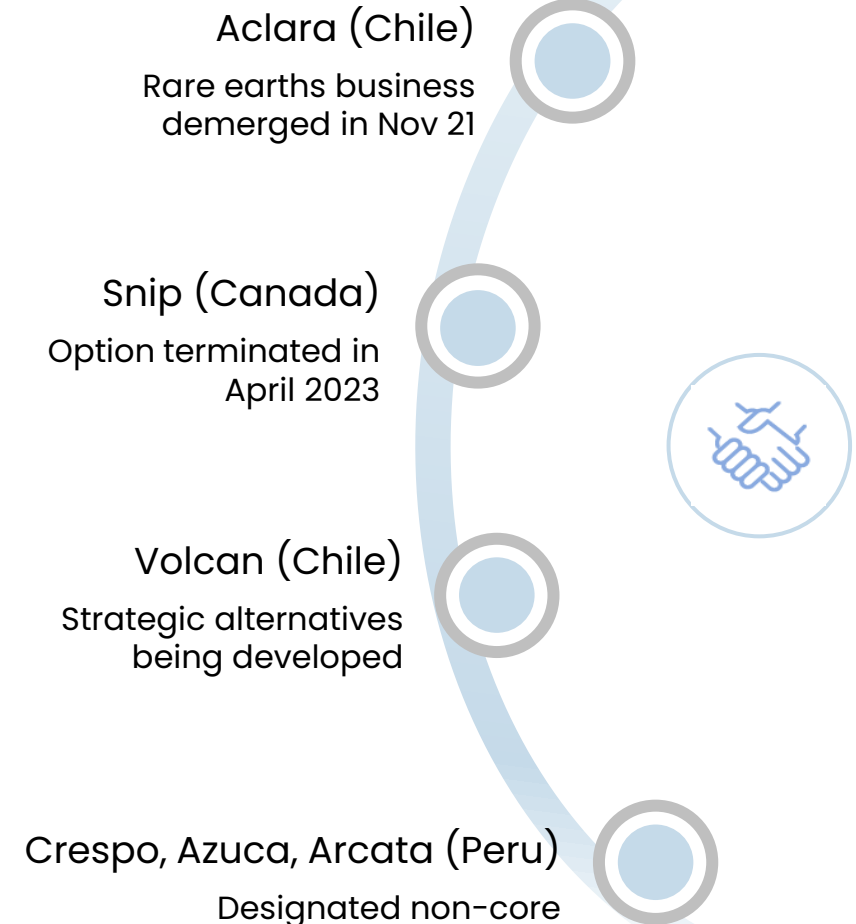 Aclara (Chile)
Rare earths business
demerged in Nov 21
Snip (Canada)
Option terminated in
April 2023
Volcan (Chile)
Strategic alternatives
being developed
Crespo, Azuca, Arcata (Peru)
Designated non-core